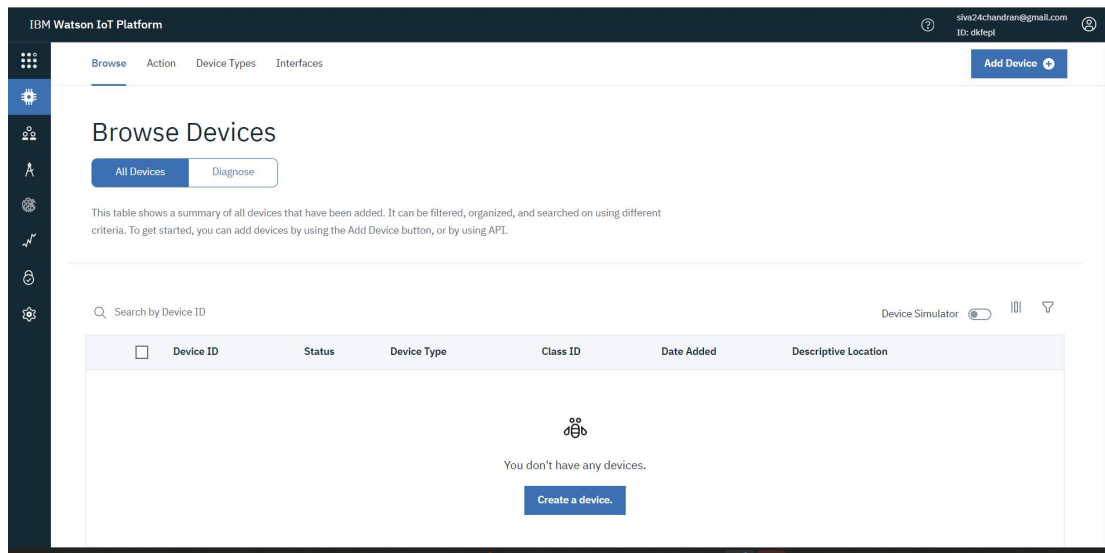 IBM Watson IoT Platform
siva24chandran@gmail.com
ID: dkfepl
Browse Action Device Types Interfaces
Add Device
Browse Devices
All Devices Diagnose
This table shows a summary of all devices that have been added. It can be filtered, organized, and searched on using different
criteria. To get started, you can add devices by using the Add Device button, or by using API.
Search by Device ID
Device Simulator
Device ID Status Device Type Class ID Date Added Descriptive Location
You don't have any devices.
Create a device.